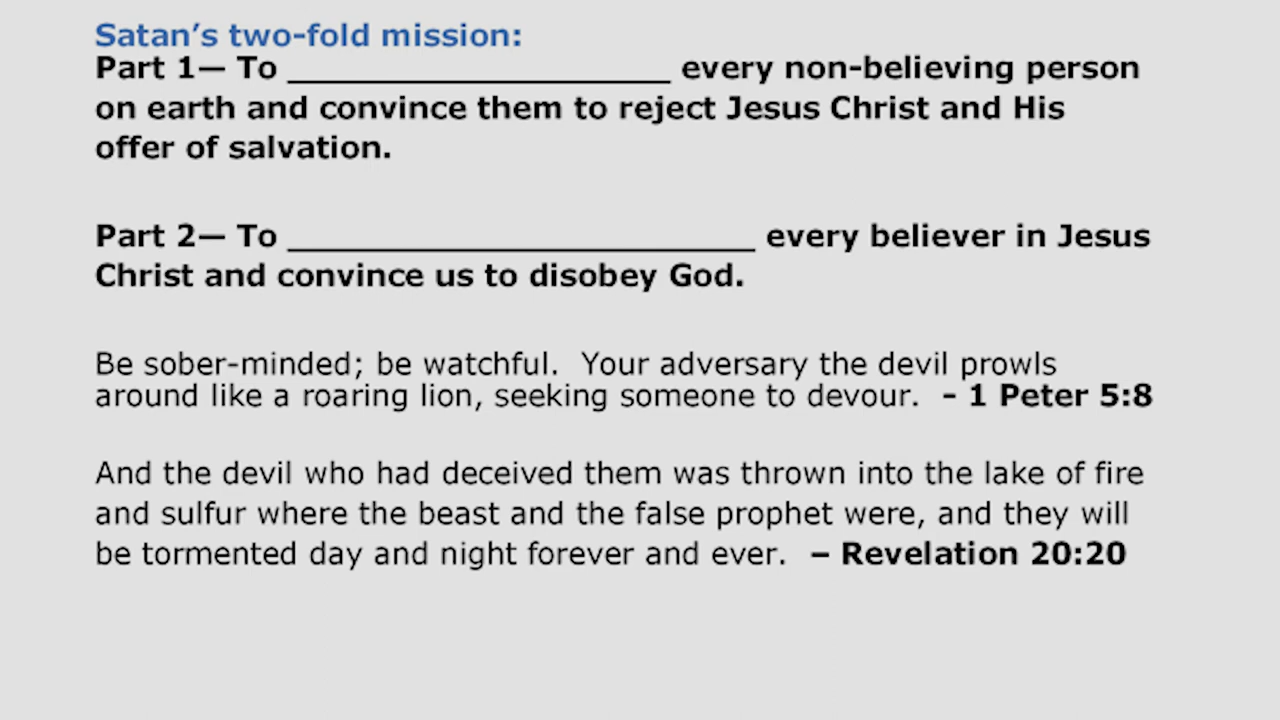 Satan’s two-fold mission:
Part 1— To ____________________ every non-believing person
on earth and convince them to reject Jesus Christ and His
offer of salvation.
Part 2— To ________________________ every believer in Jesus
Christ and convince us to disobey God.
Be sober-minded; be watchful.  Your adversary the devil prowls
around like a roaring lion, seeking someone to devour.  – 1 Peter 5:8
And the devil who had deceived them was thrown into the lake of fire
and sulfur where the beast and the false prophet were, and they will
be tormented day and night forever and ever.  – Revelation 20:20